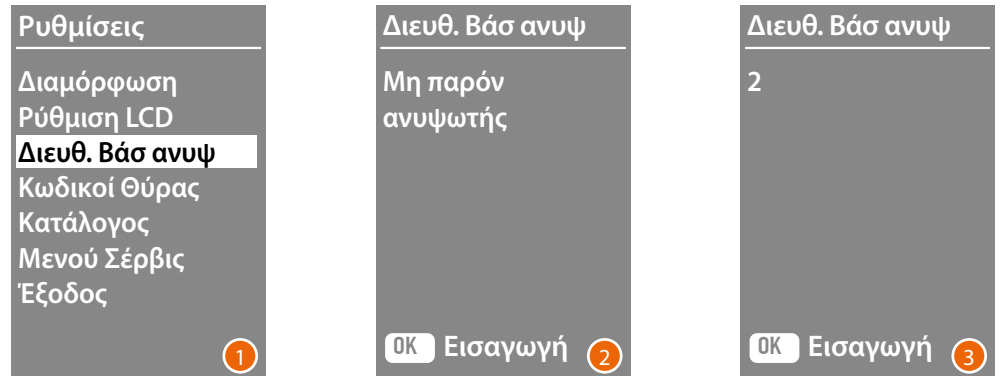 Ρυθμίσεις
Διαμόρφωση
Ρύθμιση LCD
Διευθ. Βάσ ανυψ
Κωδικοί Θύρας
Κατάλογος
Μενού Σέρβις
Έξοδος
1
Διευθ. Βάσ ανυψ
Μη παρόν
ανυψωτής
OK Εισαγωγή
2
Διευθ. Βάσ ανυψ
2
OK Εισαγωγή
3